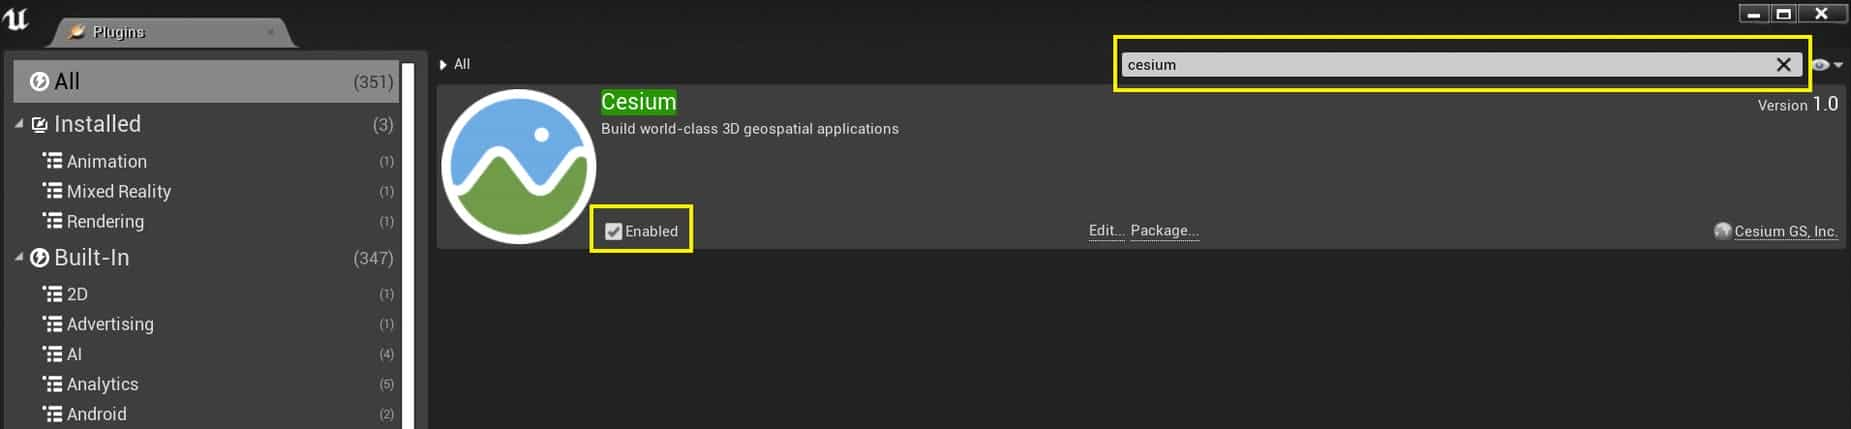 Plugins
All (351)
Installed (3)
Animation (1)
Mixed Reality (1)
Rendering (1)
Built-In (347)
2D (1)
Advertising (1)
AI (4)
Analytics (5)
Android (2)
All
cesium
Cesium
Version 1.0
Build world-class 3D geospatial applications
Enabled
Edit... Package...
Cesium GS, Inc.